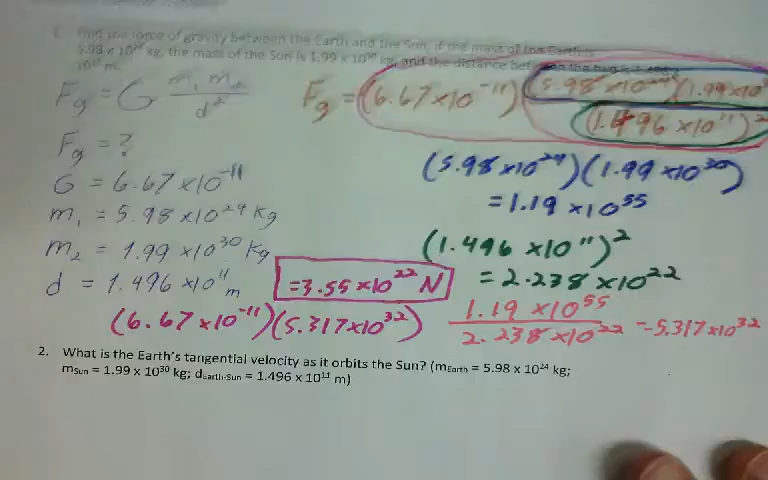 1. Find the force of gravity between the Earth and the Sun, if the mass of the Earth is
5.98 x 10²⁴ kg, the mass of the Sun is 1.99 x 10³⁰ kg, and the distance between the
10¹¹ m.
Fg = G m₁ m₂ / d²
Fg = (6.67 x 10⁻¹¹) (5.98 x 10²⁴)(1.99 x 10³
(1.496 x 10¹¹)²
Fg = ?
G = 6.67 x 10⁻¹¹
m₁ = 5.98 x 10²⁴ kg
m₂ = 1.99 x 10³⁰ kg
d = 1.496 x 10¹¹ m
(5.98 x 10²⁴)(1.99 x 10³⁰)
= 1.19 x 10⁵⁵
(1.496 x 10¹¹)²
= 2.238 x 10²²
= 3.55 x 10²² N
(6.67 x 10⁻¹¹)(5.317 x 10³²)
1.19 x 10⁵⁵ / 2.238 x 10²² = 5.317 x 10³²
2. What is the Earth's tangential velocity as it orbits the Sun? (mEarth = 5.98 x 10²⁴ kg;
mSun = 1.99 x 10³⁰ kg; dEarth-Sun = 1.496 x 10¹¹ m)